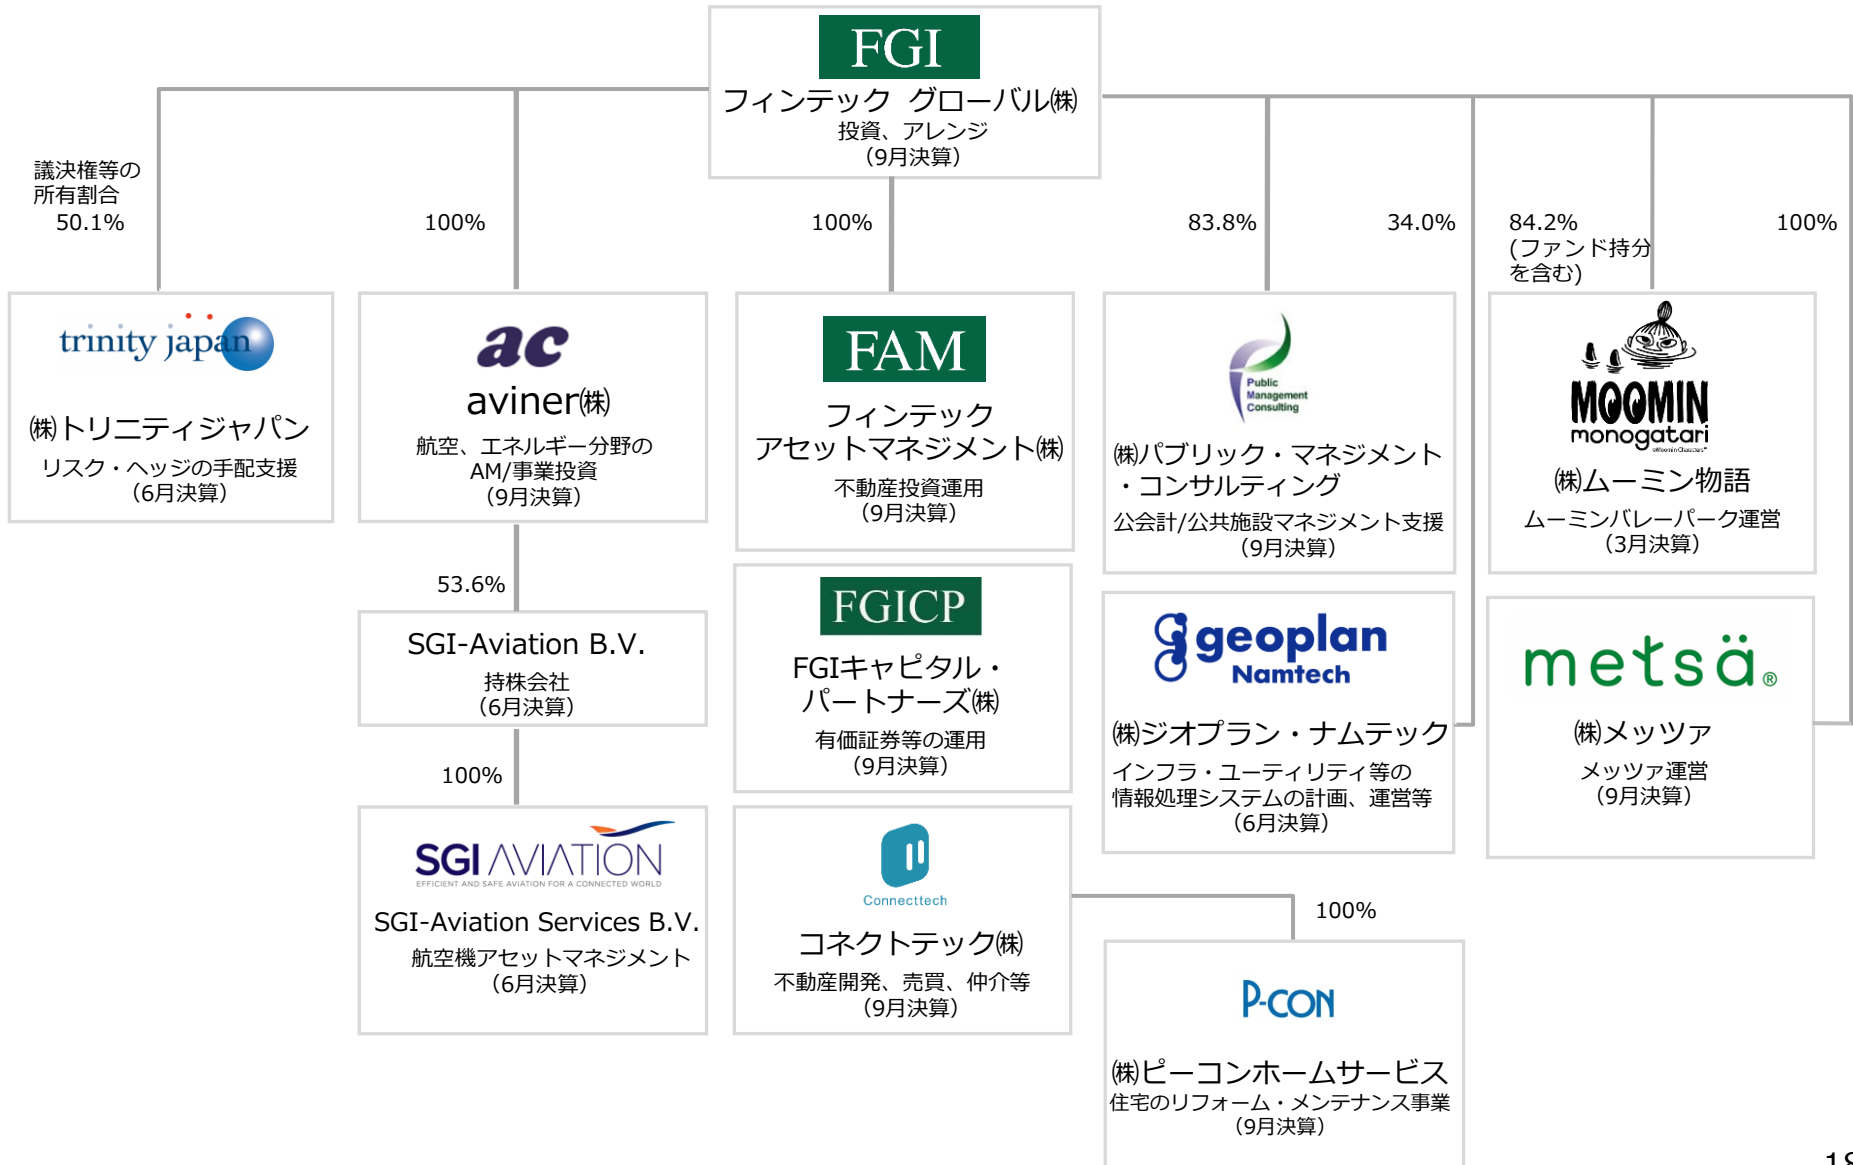 FGI
フィンテック グローバル㈱
投資、アレンジ
（9月決算）
議決権等の
所有割合
50.1%
100%
100%
83.8%
34.0%
84.2%
(ファンド持分
を含む)
100%
trinity japan
㈱トリニティジャパン
リスク・ヘッジの手配支援
（6月決算）
ac
aviner㈱
航空、エネルギー分野の
AM/事業投資
（9月決算）
53.6%
SGI-Aviation B.V.
持株会社
（6月決算）
100%
SGI AVIATION
EFFICIENT AND SAFE AVIATION FOR A CONNECTED WORLD
SGI-Aviation Services B.V.
航空機アセットマネジメント
（6月決算）
FAM
フィンテック
アセットマネジメント㈱
不動産投資運用
（9月決算）
FGICP
FGIキャピタル・
パートナーズ㈱
有価証券等の運用
（9月決算）
Connecttech
コネクトテック㈱
不動産開発、売買、仲介等
（9月決算）
Public
Management
Consulting
㈱パブリック・マネジメント
・コンサルティング
公会計/公共施設マネジメント支援
（9月決算）
geoplan
Namtech
㈱ジオプラン・ナムテック
インフラ・ユーティリティ等の
情報処理システムの計画、運営等
（6月決算）
100%
P-CON
㈱ピーコンホームサービス
住宅のリフォーム・メンテナンス事業
（9月決算）
MOOMIN
monogatari
©Moomin Characters™
㈱ムーミン物語
ムーミンバレーパーク運営
（3月決算）
metsä®
㈱メッツァ
メッツァ運営
（9月決算）